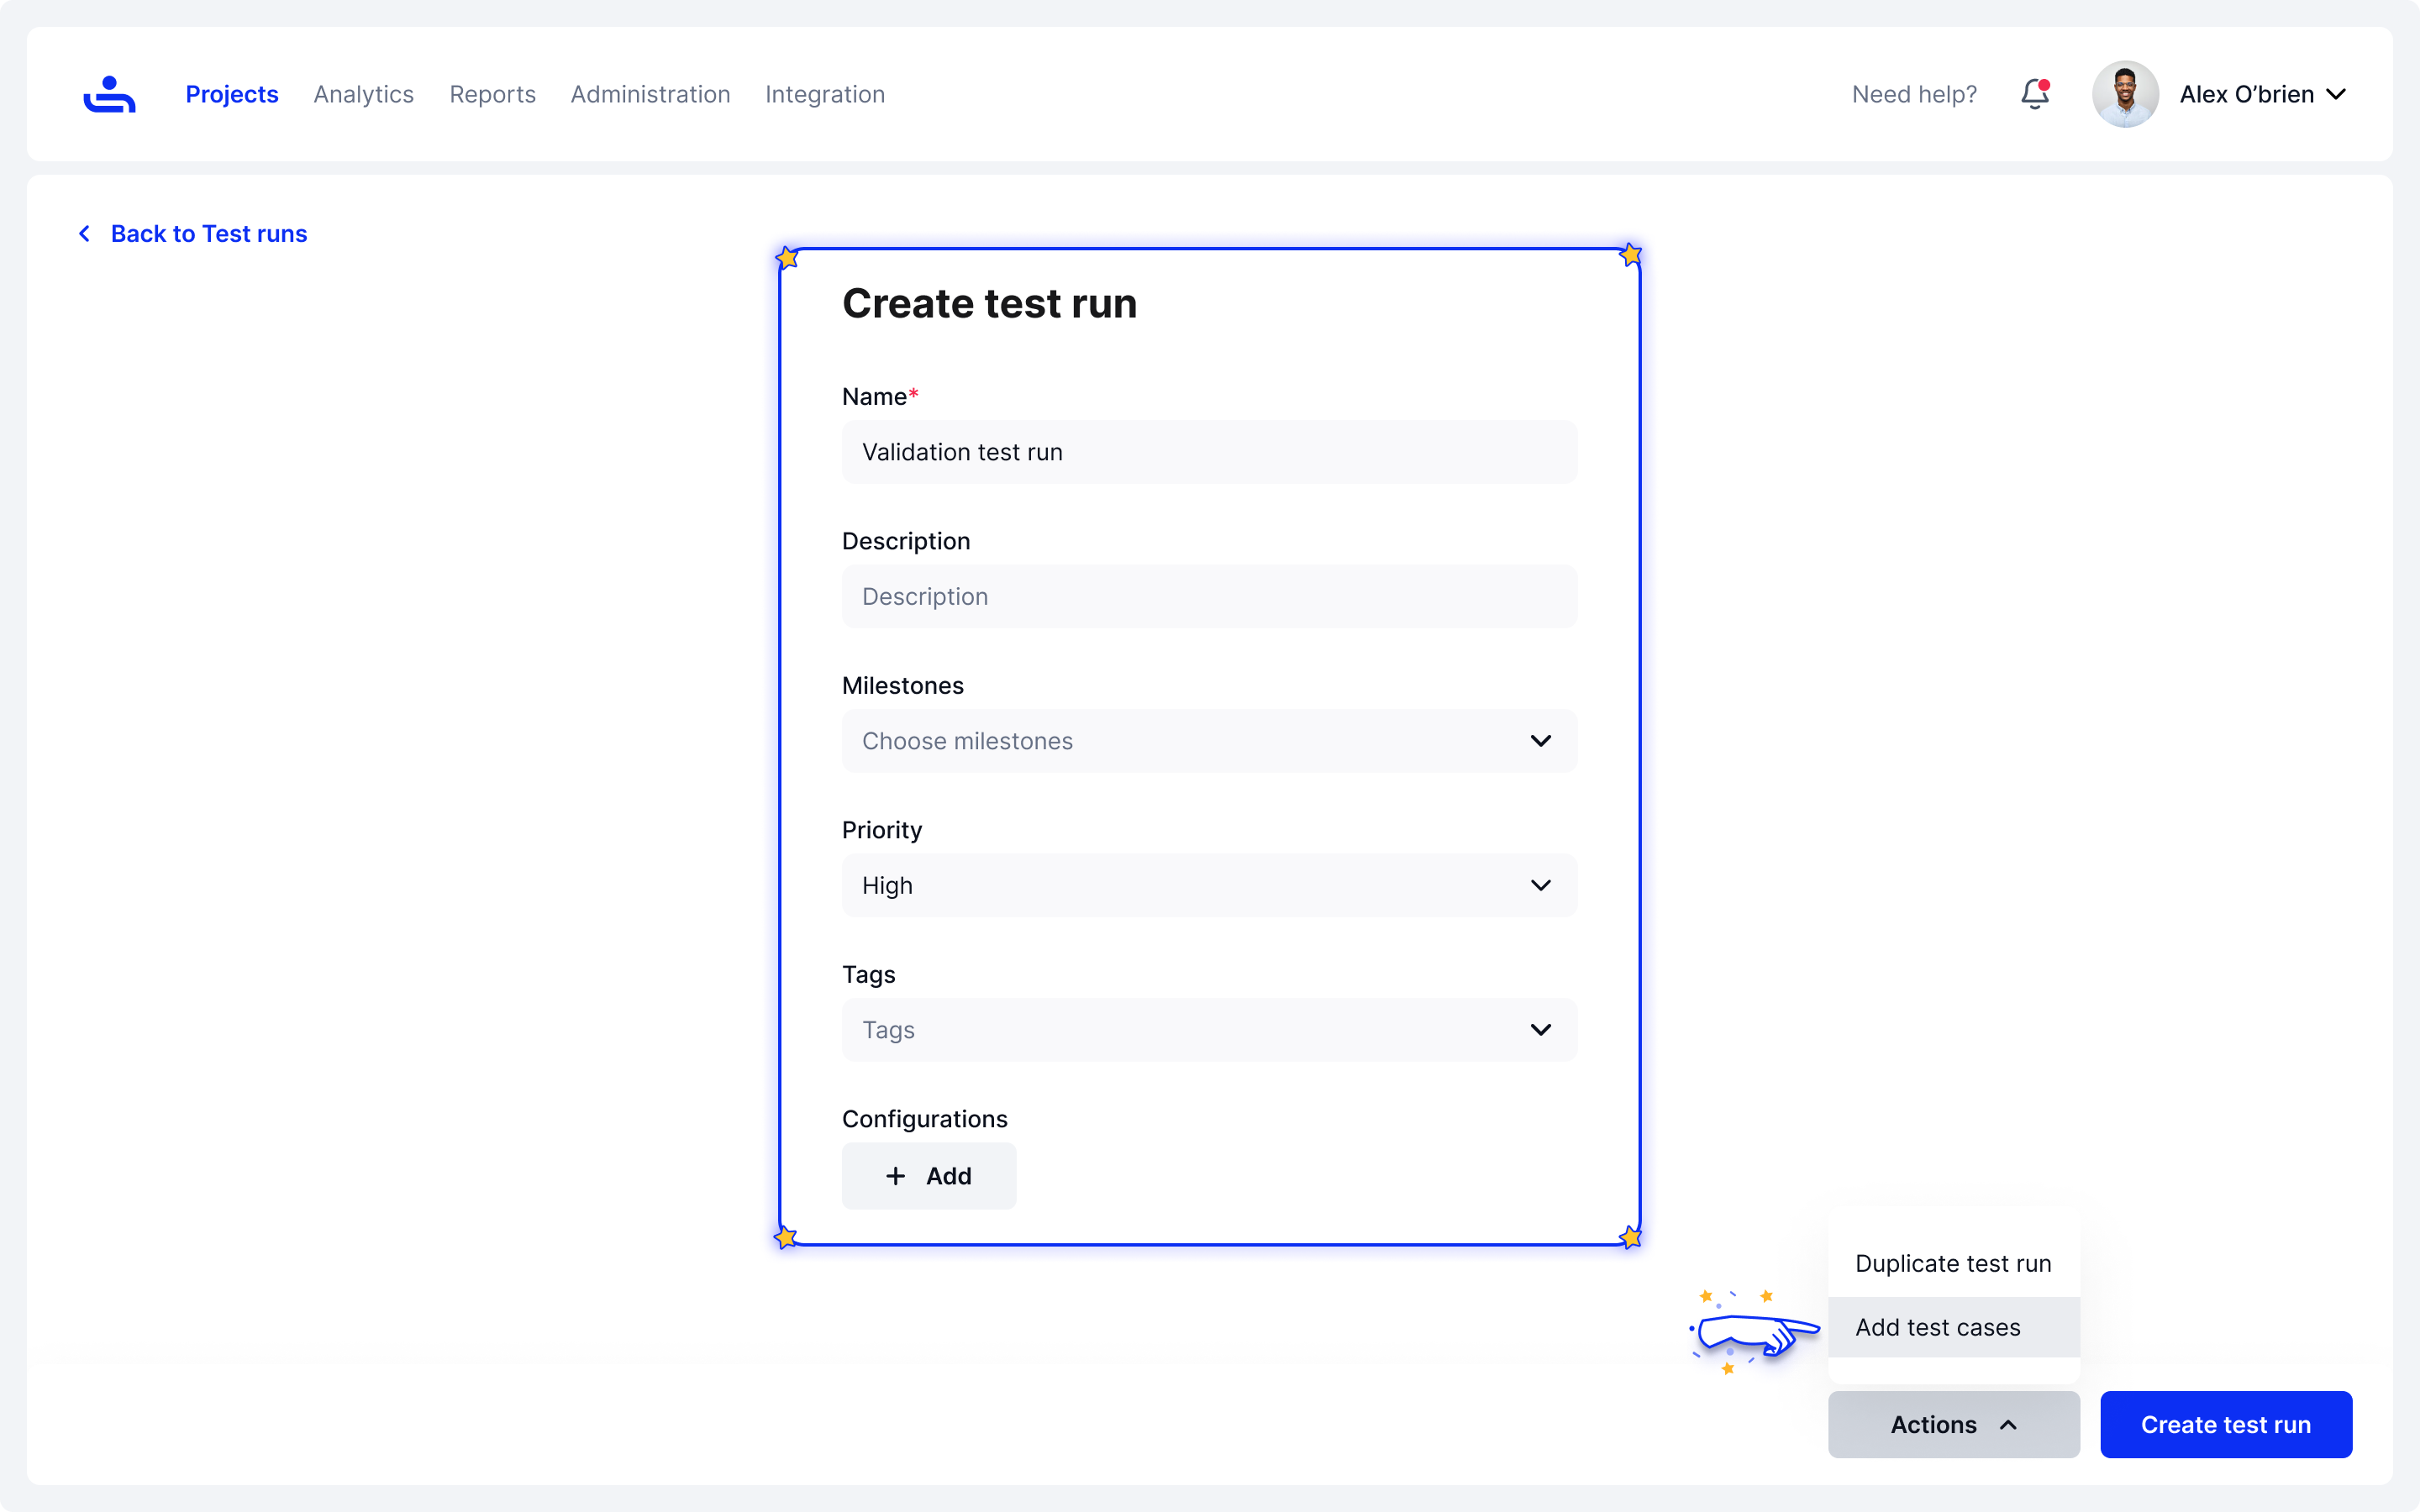 Projects
Analytics
Reports
Administration
Integration
Need help?
Alex O’brien
Back to Test runs
Create test run
Name*
Validation test run
Description
Description
Milestones
Choose milestones
Priority
High
Tags
Tags
Configurations
Add
Duplicate test run
Add test cases
Actions
Create test run